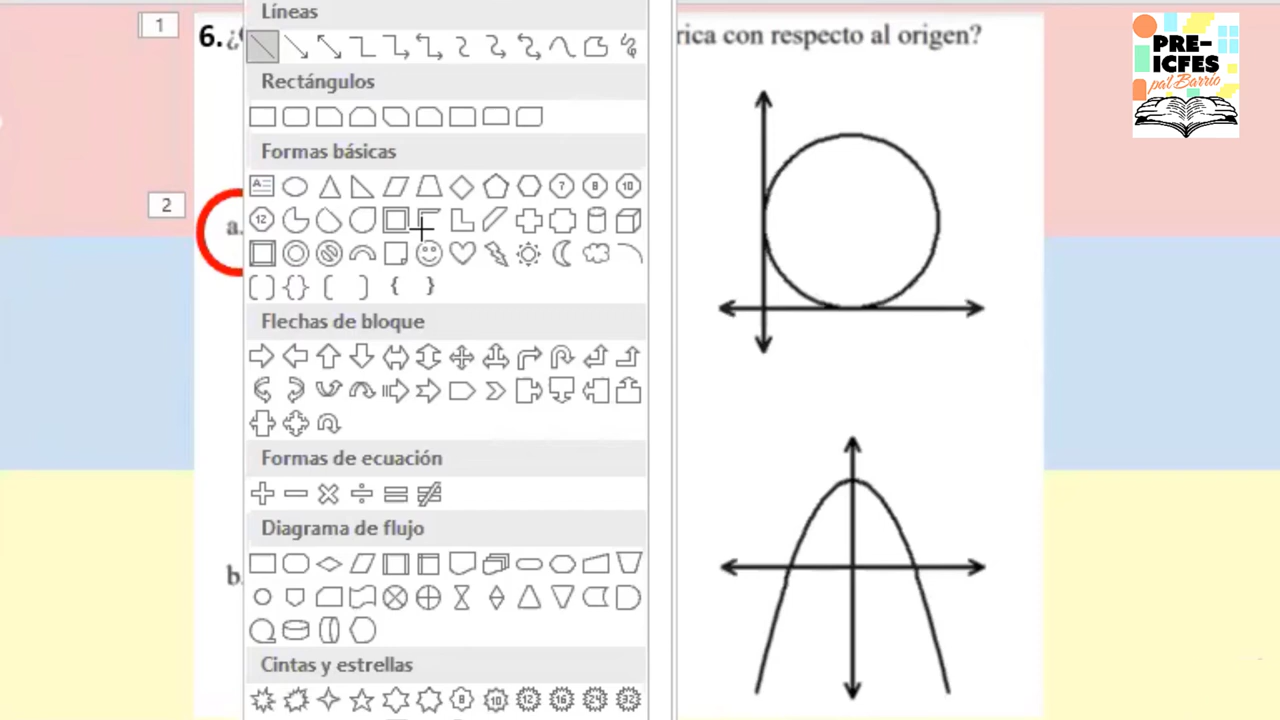 Líneas
1
6. ¿
rica con respecto al origen?
PRE-
ICFES
pa'l Barrio
Rectángulos
Formas básicas
A
7
8
10
2
a.
12
Flechas de bloque
Formas de ecuación
Diagrama de flujo
b.
Cintas y estrellas
8
10
12
16
24
32